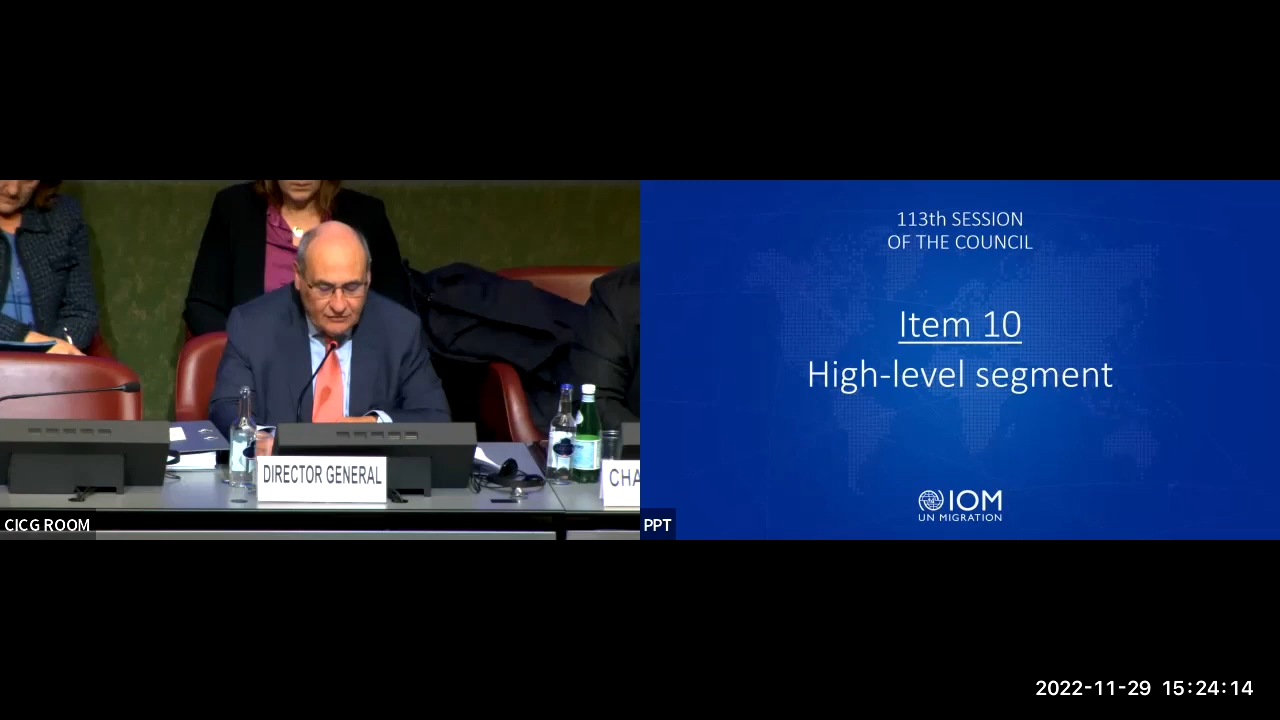 DIRECTOR GENERAL
CHA
CICG ROOM
113th SESSION
OF THE COUNCIL
Item 10
High-level segment
IOM
UN MIGRATION
PPT
2022-11-29 15:24:14